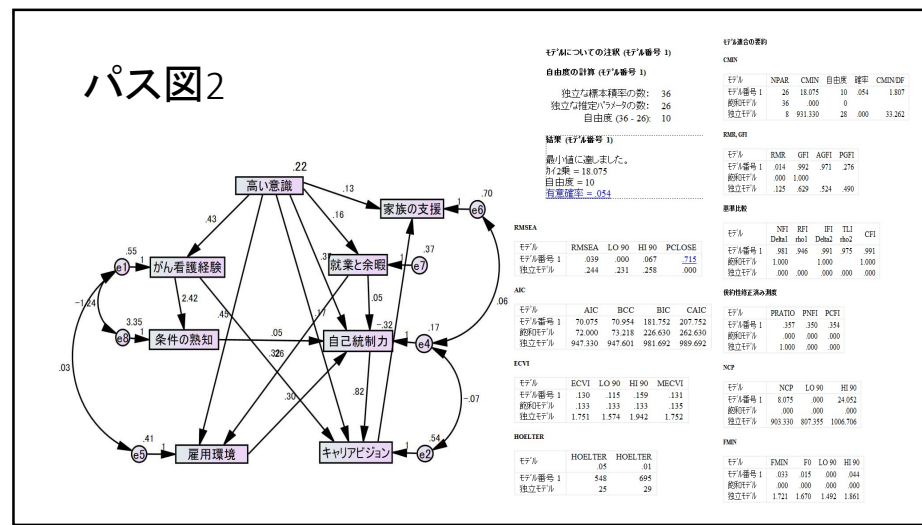 パス図2
.22
高い意識
.13
.70
家族の支援
1
e6
.43
.16
.55
.37
e1
1
がん看護経験
就業と余暇
1
e7
-1.24
2.42
.45
.17
.05
.06
3.35
-.32
.17
e8
1
条件の熟知
.05
自己統制力
1
e4
.03
.30
.82
-.07
.41
.54
e5
1
雇用環境
キャリアビジョン
1
e2
モデルについての注釈 (モデル番号 1)
自由度の計算 (モデル番号 1)
独立な標本積率の数: 36
独立な推定パラメータの数: 26
自由度 (36 - 26): 10
結果 (モデル番号 1)
最小値に達しました。
カイ2乗 = 18.075
自由度 = 10
有意確率 = .054
RMSEA
モデル RMSEA LO 90 HI 90 PCLOSE
モデル番号 1 .039 .000 .067 .715
独立モデル .244 .231 .258 .000
AIC
モデル AIC BCC BIC CAIC
モデル番号 1 70.075 70.954 181.752 207.752
飽和モデル 72.000 73.218 226.630 262.630
独立モデル 947.330 947.601 981.692 989.692
ECVI
モデル ECVI LO 90 HI 90 MECVI
モデル番号 1 .130 .115 .159 .131
飽和モデル .133 .133 .133 .135
独立モデル 1.751 1.574 1.942 1.752
HOELTER
モデル HOELTER HOELTER
.05 .01
モデル番号 1 548 695
独立モデル 25 29
モデル適合の要約
CMIN
モデル NPAR CMIN 自由度 確率 CMIN/DF
モデル番号 1 26 18.075 10 .054 1.807
飽和モデル 36 .000 0
独立モデル 8 931.330 28 .000 33.262
RMR, GFI
モデル RMR GFI AGFI PGFI
モデル番号 1 .014 .992 .971 .276
飽和モデル .000 1.000
独立モデル .125 .629 .524 .490
基準比較
モデル NFI RFI IFI TLI CFI
Delta1 rho1 Delta2 rho2
モデル番号 1 .981 .946 .991 .975 .991
飽和モデル 1.000 1.000 1.000
独立モデル .000 .000 .000 .000 .000
倹約性修正済み測度
モデル PRATIO PNFI PCFI
モデル番号 1 .357 .350 .354
飽和モデル .000 .000 .000
独立モデル 1.000 .000 .000
NCP
モデル NCP LO 90 HI 90
モデル番号 1 8.075 .000 24.052
飽和モデル .000 .000 .000
独立モデル 903.330 807.355 1006.706
FMIN
モデル FMIN F0 LO 90 HI 90
モデル番号 1 .033 .015 .000 .044
飽和モデル .000 .000 .000 .000
独立モデル 1.721 1.670 1.492 1.861